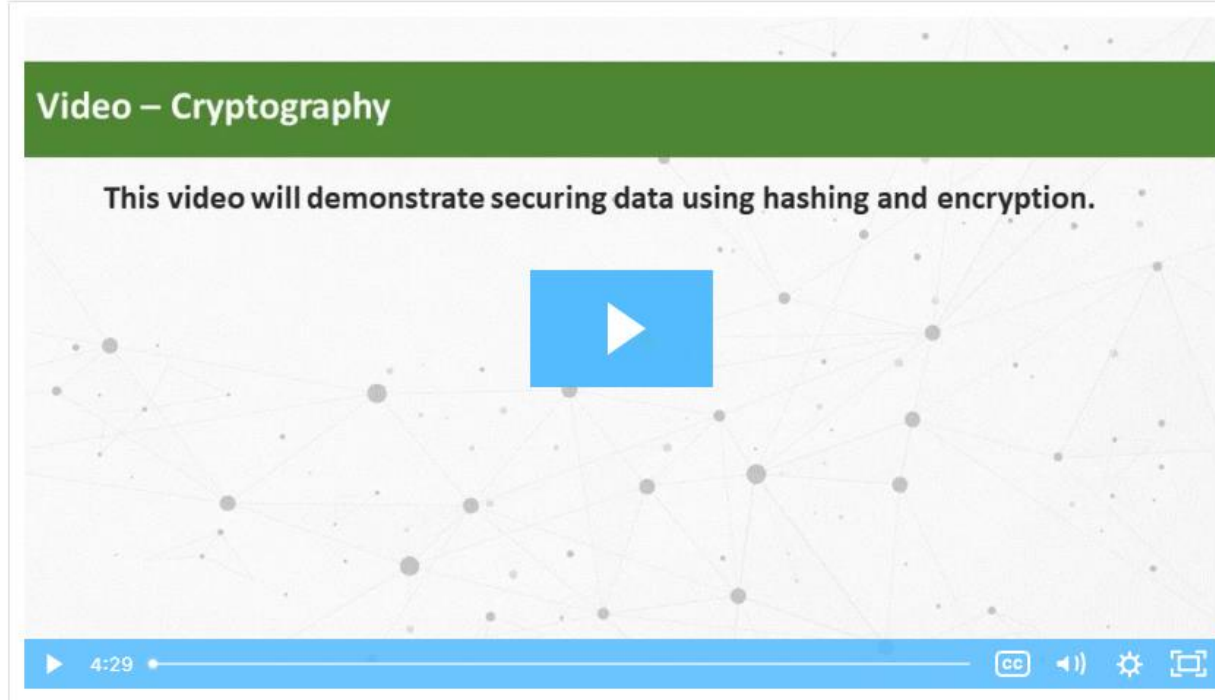 Video – Cryptography
This video will demonstrate securing data using hashing and encryption.
4:29
CC